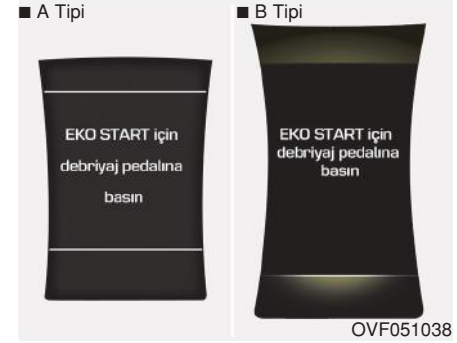 ■ A Tipi
■ B Tipi
EKO START için
debriyaj pedalına
basın
EKO START için
debriyaj pedalına
basın
OVF051038